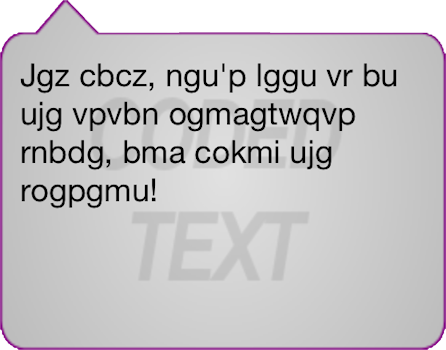 Jgz cbcz, ngu'p lggu vr bu
ujg vpvbn ogmagtwqvp
rnbdg, bma cokmi ujg
rogpgmu!
CODED
TEXT